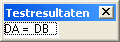 Testresultaten
DA = DB